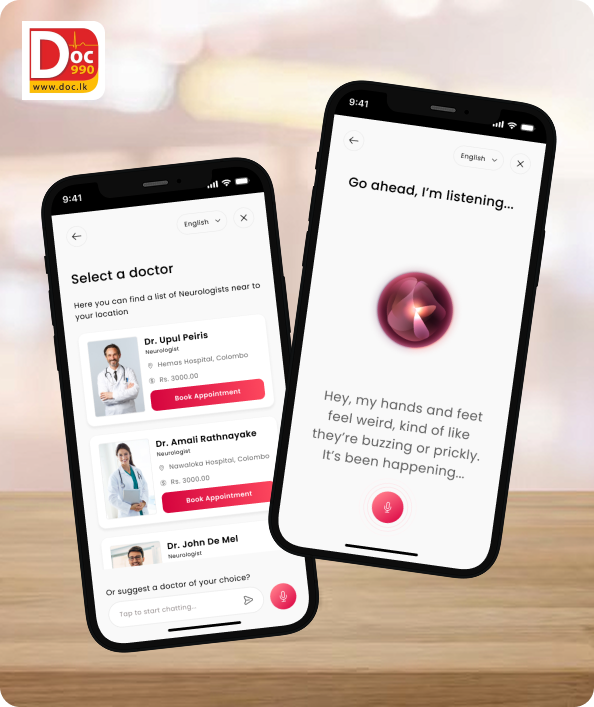 Doc
990
www.doc.lk
9:41
English
Select a doctor
Here you can find a list of Neurologists near to
your location
Dr. Upul Peiris
Neurologist
Hemas Hospital, Colombo
Rs. 3000.00
Book Appointment
Dr. Amali Rathnayake
Neurologist
Nawaloka Hospital, Colombo
Rs. 3000.00
Book Appointment
Dr. John De Mel
Neurologist
Or suggest a doctor of your choice?
Tap to start chatting...
9:41
English
Go ahead, I'm listening...
Hey, my hands and feet
feel weird, kind of like
they're buzzing or prickly.
It's been happening...